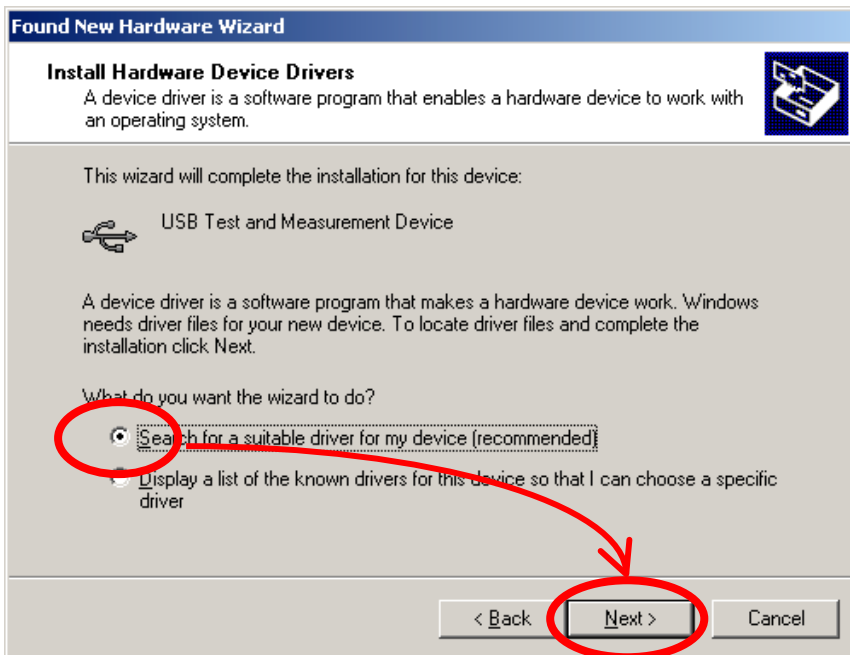 Found New Hardware Wizard
Install Hardware Device Drivers
A device driver is a software program that enables a hardware device to work with
an operating system.
This wizard will complete the installation for this device:
USB Test and Measurement Device
A device driver is a software program that makes a hardware device work. Windows
needs driver files for your new device. To locate driver files and complete the
installation click Next.
What do you want the wizard to do?
Search for a suitable driver for my device (recommended)
Display a list of the known drivers for this device so that I can choose a specific
driver
< Back
Next >
Cancel